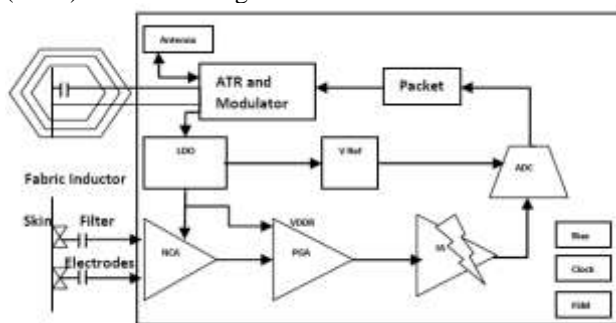 Antenna
ATR and
Modulator
Packet
LDO
V Ref
ADC
Fabric Inductor
Skin
Filter
VDDR
NCA
PGA
Electrodes
Bias
Clock
FSM